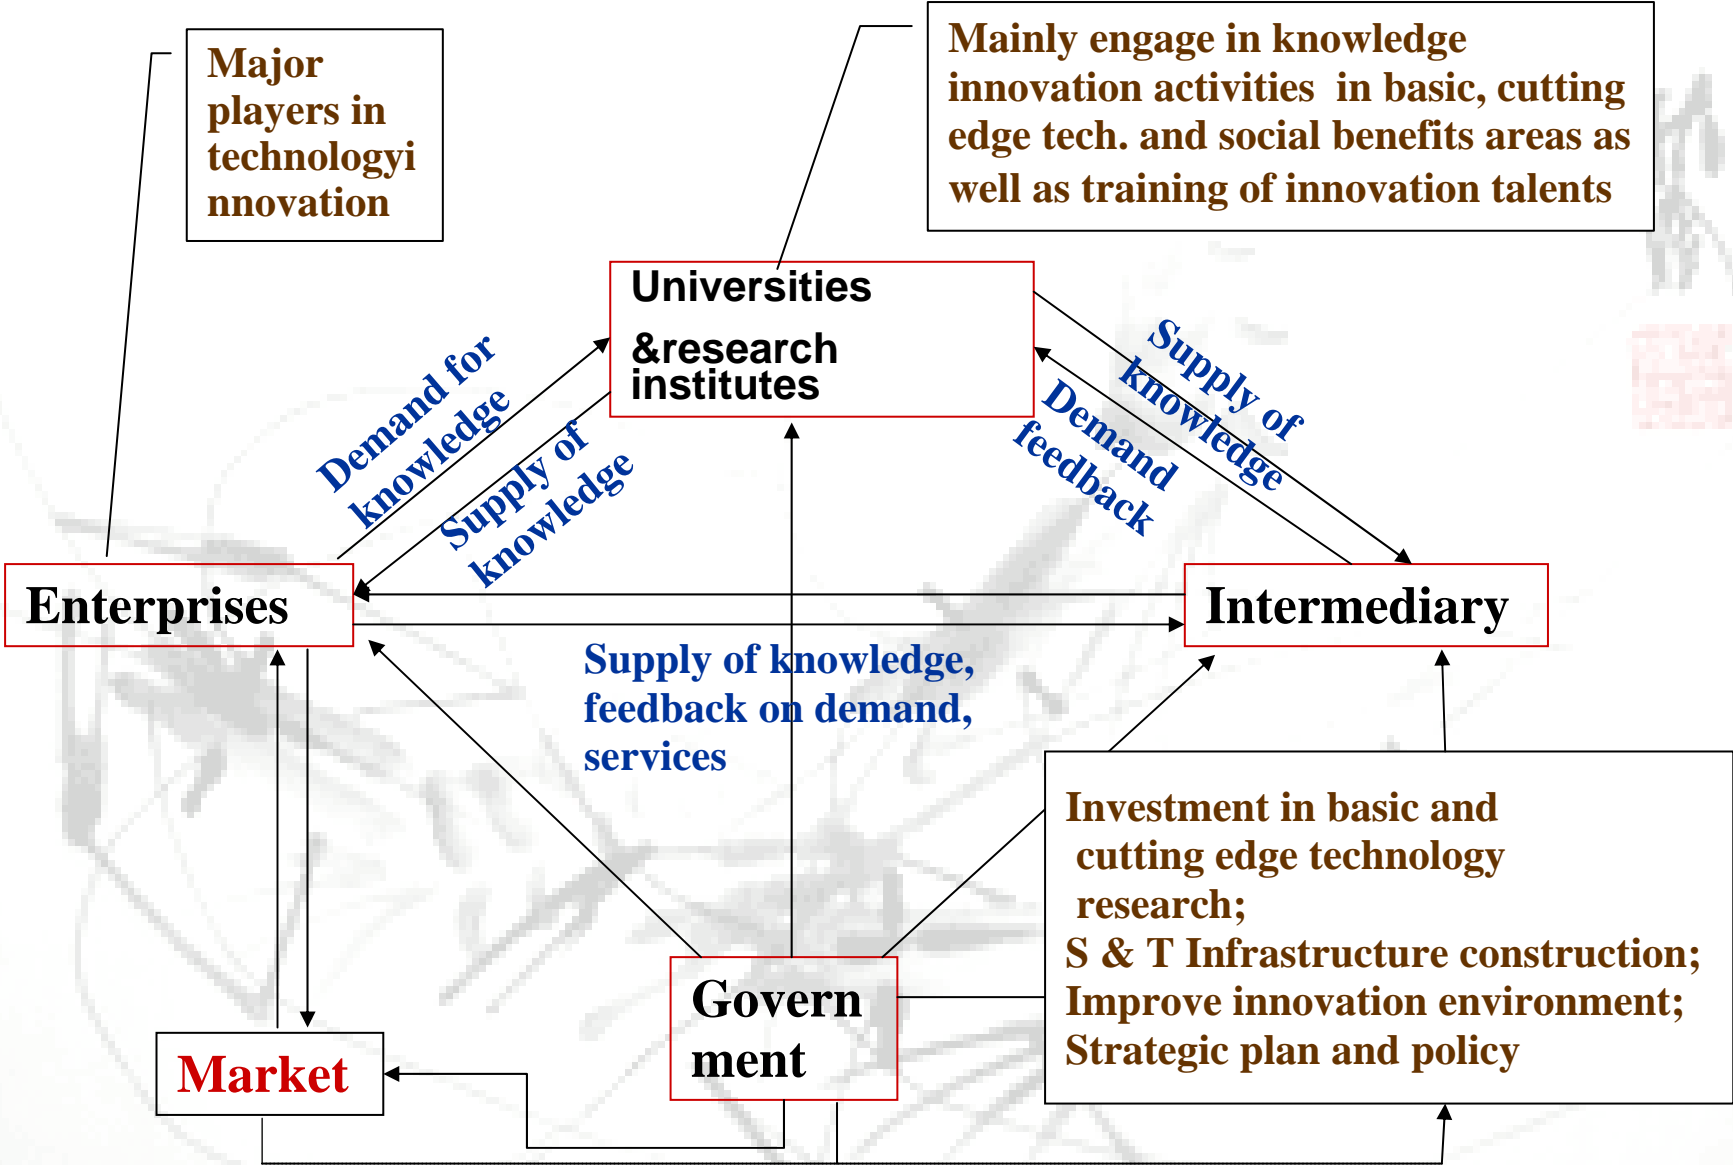 Major
players in
technologyi
nnovation
Mainly engage in knowledge
innovation activities in basic, cutting
edge tech. and social benefits areas as
well as training of innovation talents
Universities
&research
institutes
Demand for
knowledge
Supply of
knowledge
Supply of
knowledge
Demand
feedback
Enterprises
Intermediary
Supply of knowledge,
feedback on demand,
services
Investment in basic and
cutting edge technology
research;
S & T Infrastructure construction;
Improve innovation environment;
Strategic plan and policy
Govern
ment
Market